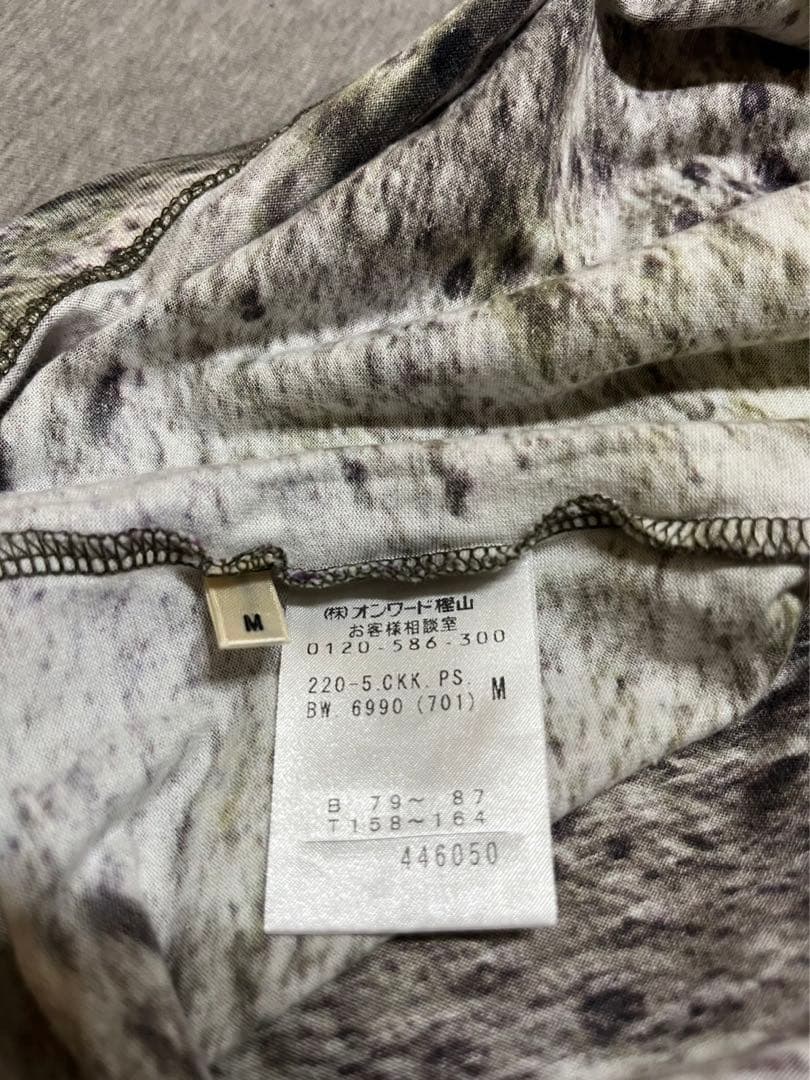 M
(株)オンワード樫山
お客様相談室
0120-586-300
220-5.CKK.PS. M
BW. 6990 (701)
B 79～ 87
T158～164
446050